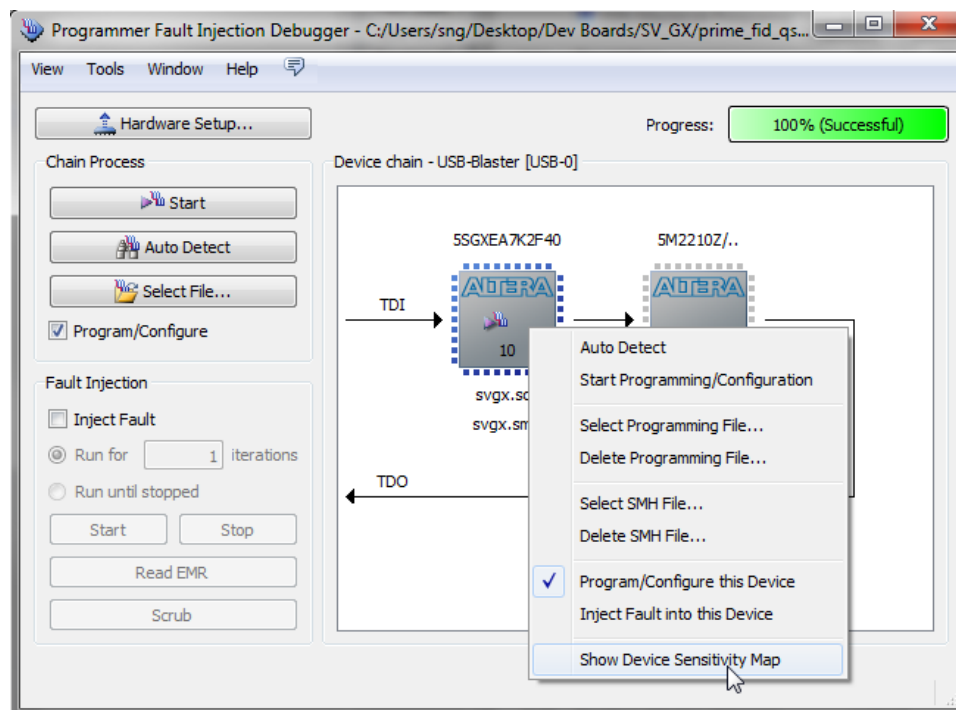 Programmer Fault Injection Debugger - C:/Users/sng/Desktop/Dev Boards/SV_GX/prime_fid_qs...
View Tools Window Help
Hardware Setup...
Progress: 100% (Successful)
Chain Process
Start
Auto Detect
Select File...
Program/Configure
Fault Injection
Inject Fault
Run for 1 iterations
Run until stopped
Start Stop
Read EMR
Scrub
Device chain - USB-Blaster [USB-0]
5SGXEA7K2F40 5M2210Z/..
ALTERA ALTERA
TDI
10
svgx.so
svgx.sm
TDO
Auto Detect
Start Programming/Configuration
Select Programming File...
Delete Programming File...
Select SMH File...
Delete SMH File...
Program/Configure this Device
Inject Fault into this Device
Show Device Sensitivity Map